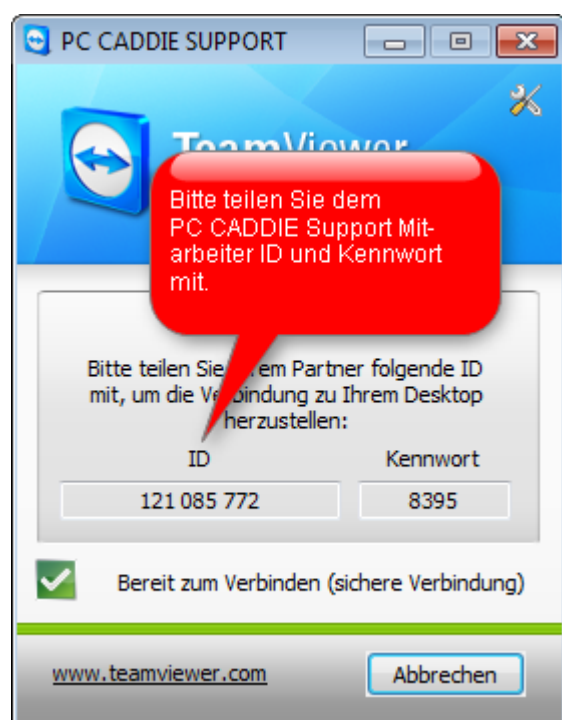 PC CADDIE SUPPORT
TeamViewer
Bitte teilen Sie dem
PC CADDIE Support Mit-
arbeiter ID und Kennwort
mit.
Bitte teilen Sie Ihrem Partner folgende ID
mit, um die Verbindung zu Ihrem Desktop
herzustellen:
ID Kennwort
121 085 772 8395
Bereit zum Verbinden (sichere Verbindung)
www.teamviewer.com Abbrechen